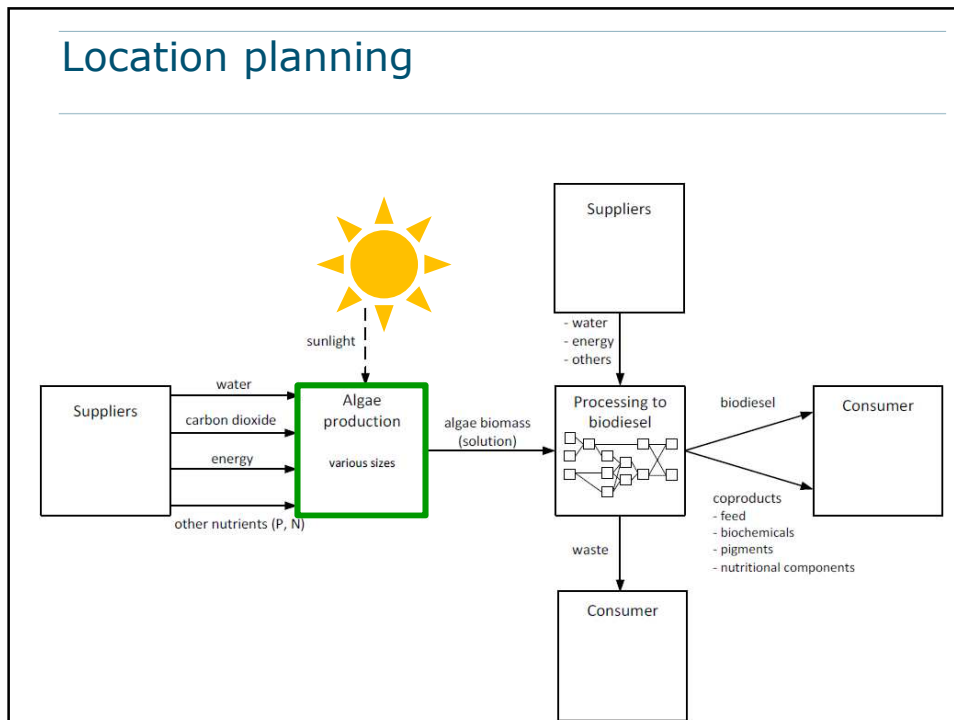 Location planning
Suppliers
- water
- energy
- others
sunlight
Suppliers
water
carbon dioxide
energy
other nutrients (P, N)
Algae
production
various sizes
algae biomass
(solution)
Processing to
biodiesel
biodiesel
coproducts
- feed
- biochemicals
- pigments
- nutritional components
Consumer
waste
Consumer